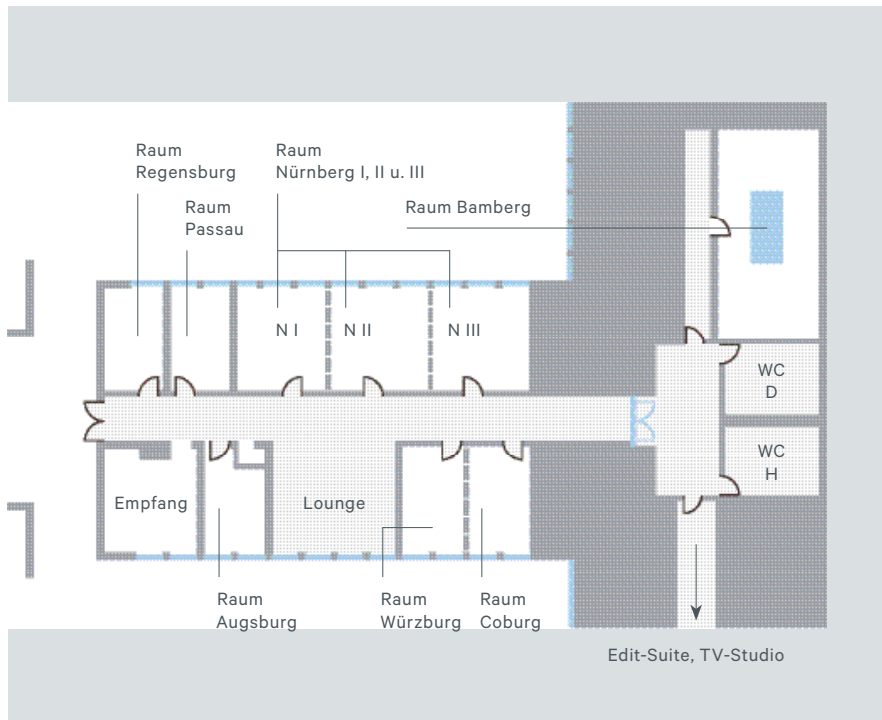 Raum
Regensburg
Raum
Nürnberg I, II u. III
Raum
Passau
Raum Bamberg
N I
N II
N III
WC
D
WC
H
Empfang
Lounge
Raum
Augsburg
Raum
Würzburg
Raum
Coburg
Edit-Suite, TV-Studio